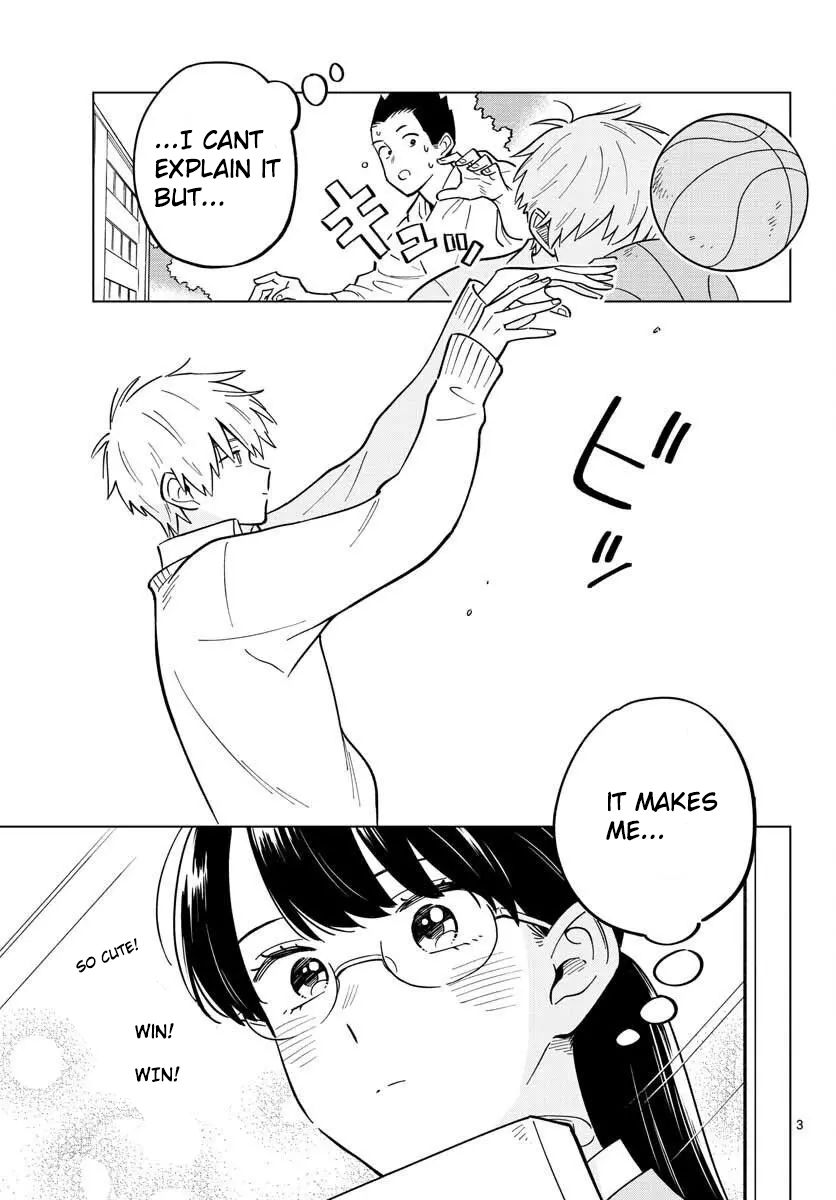 ...I CANT
EXPLAIN IT
BUT...
キュッ
ビッ
IT MAKES
ME...
SO CUTE!
WIN!
WIN!
3